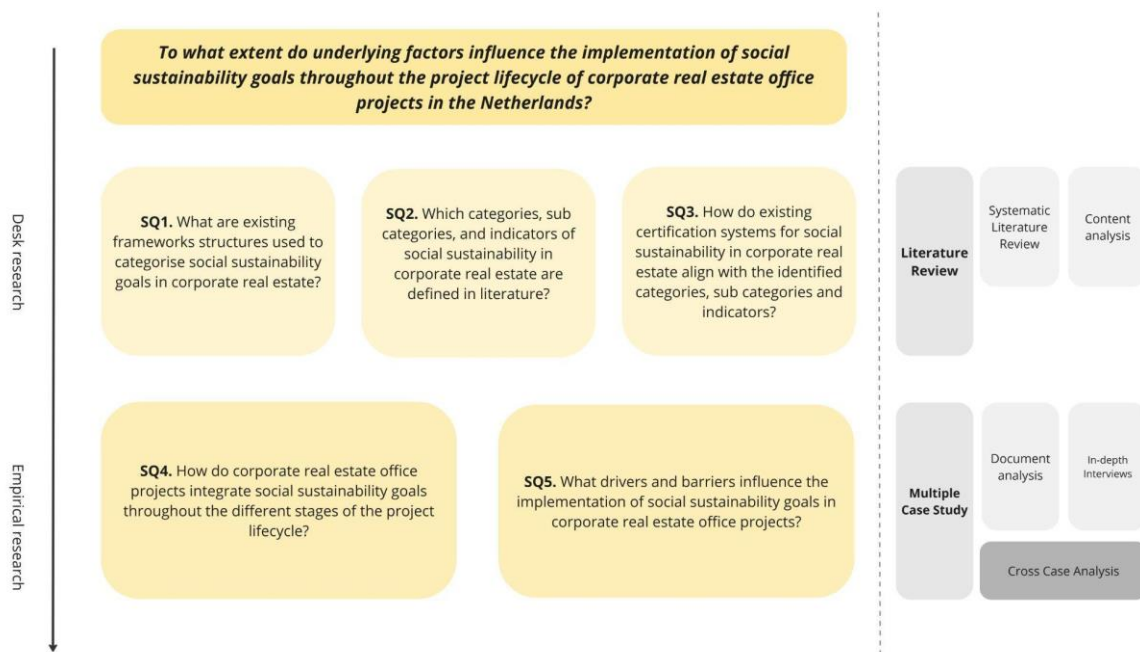 To what extent do underlying factors influence the implementation of social
sustainability goals throughout the project lifecycle of corporate real estate office
projects in the Netherlands?
Desk research
SQ1. What are existing
frameworks structures used to
categorise social sustainability
goals in corporate real estate?
SQ2. Which categories, sub
categories, and indicators of
social sustainability in
corporate real estate are
defined in literature?
SQ3. How do existing
certification systems for social
sustainability in corporate real
estate align with the identified
categories, sub categories and
indicators?
Literature
Review
Systematic
Literature
Review
Content
analysis
Empirical research
SQ4. How do corporate real estate office
projects integrate social sustainability goals
throughout the different stages of the project
lifecycle?
SQ5. What drivers and barriers influence the
implementation of social sustainability goals in
corporate real estate office projects?
Multiple
Case Study
Document
analysis
In-depth
Interviews
Cross Case Analysis